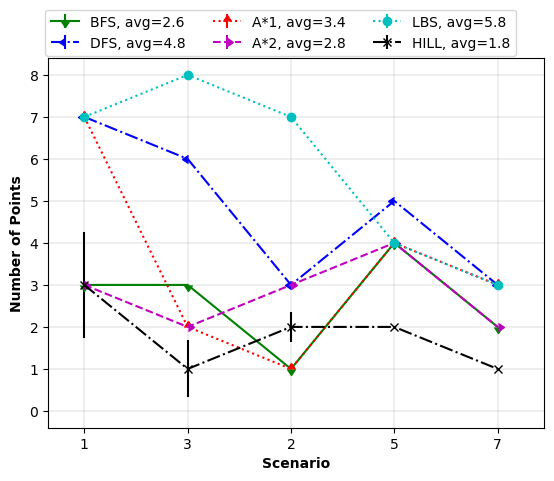 BFS, avg=2.6 A*1, avg=3.4 LBS, avg=5.8
DFS, avg=4.8 A*2, avg=2.8 HILL, avg=1.8
8
7
6
5
4
3
2
1
0
Number of Points
1 3 2 5 7
Scenario